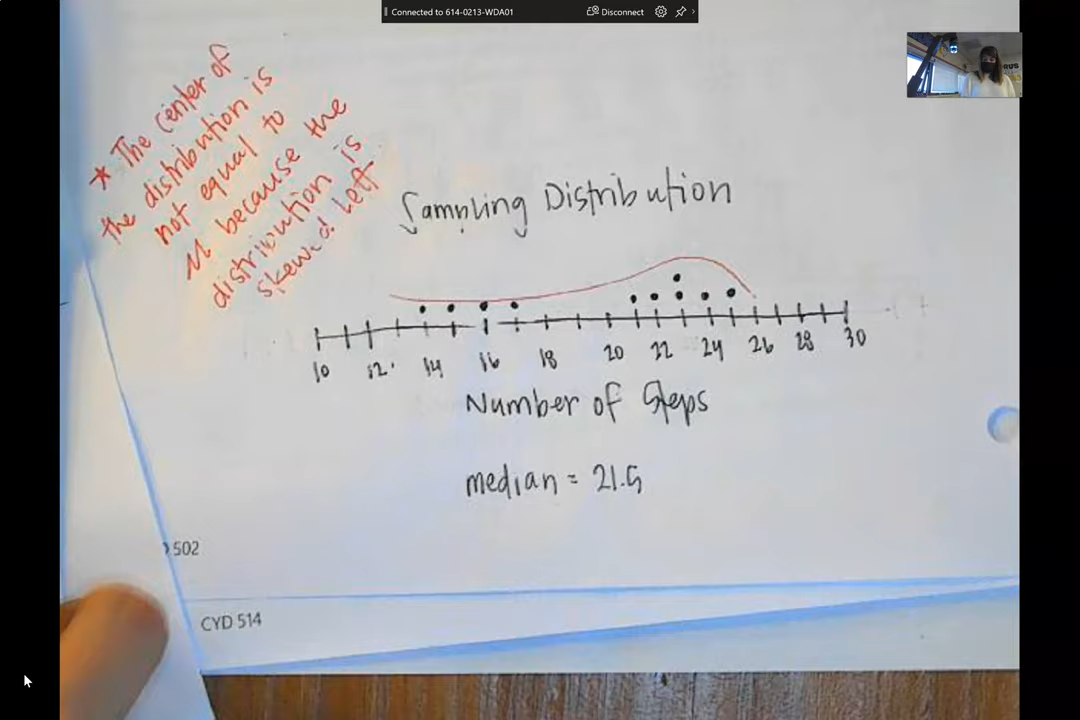 Connected to 614-0213-WDA01
Disconnect
* The center of
the distribution is
not equal to
µ because the
distribution is
skewed left
Sampling Distribution
10 12 14 16 18 20 22 24 26 28 30
Number of Steps
median = 21.5
502
CYD 514